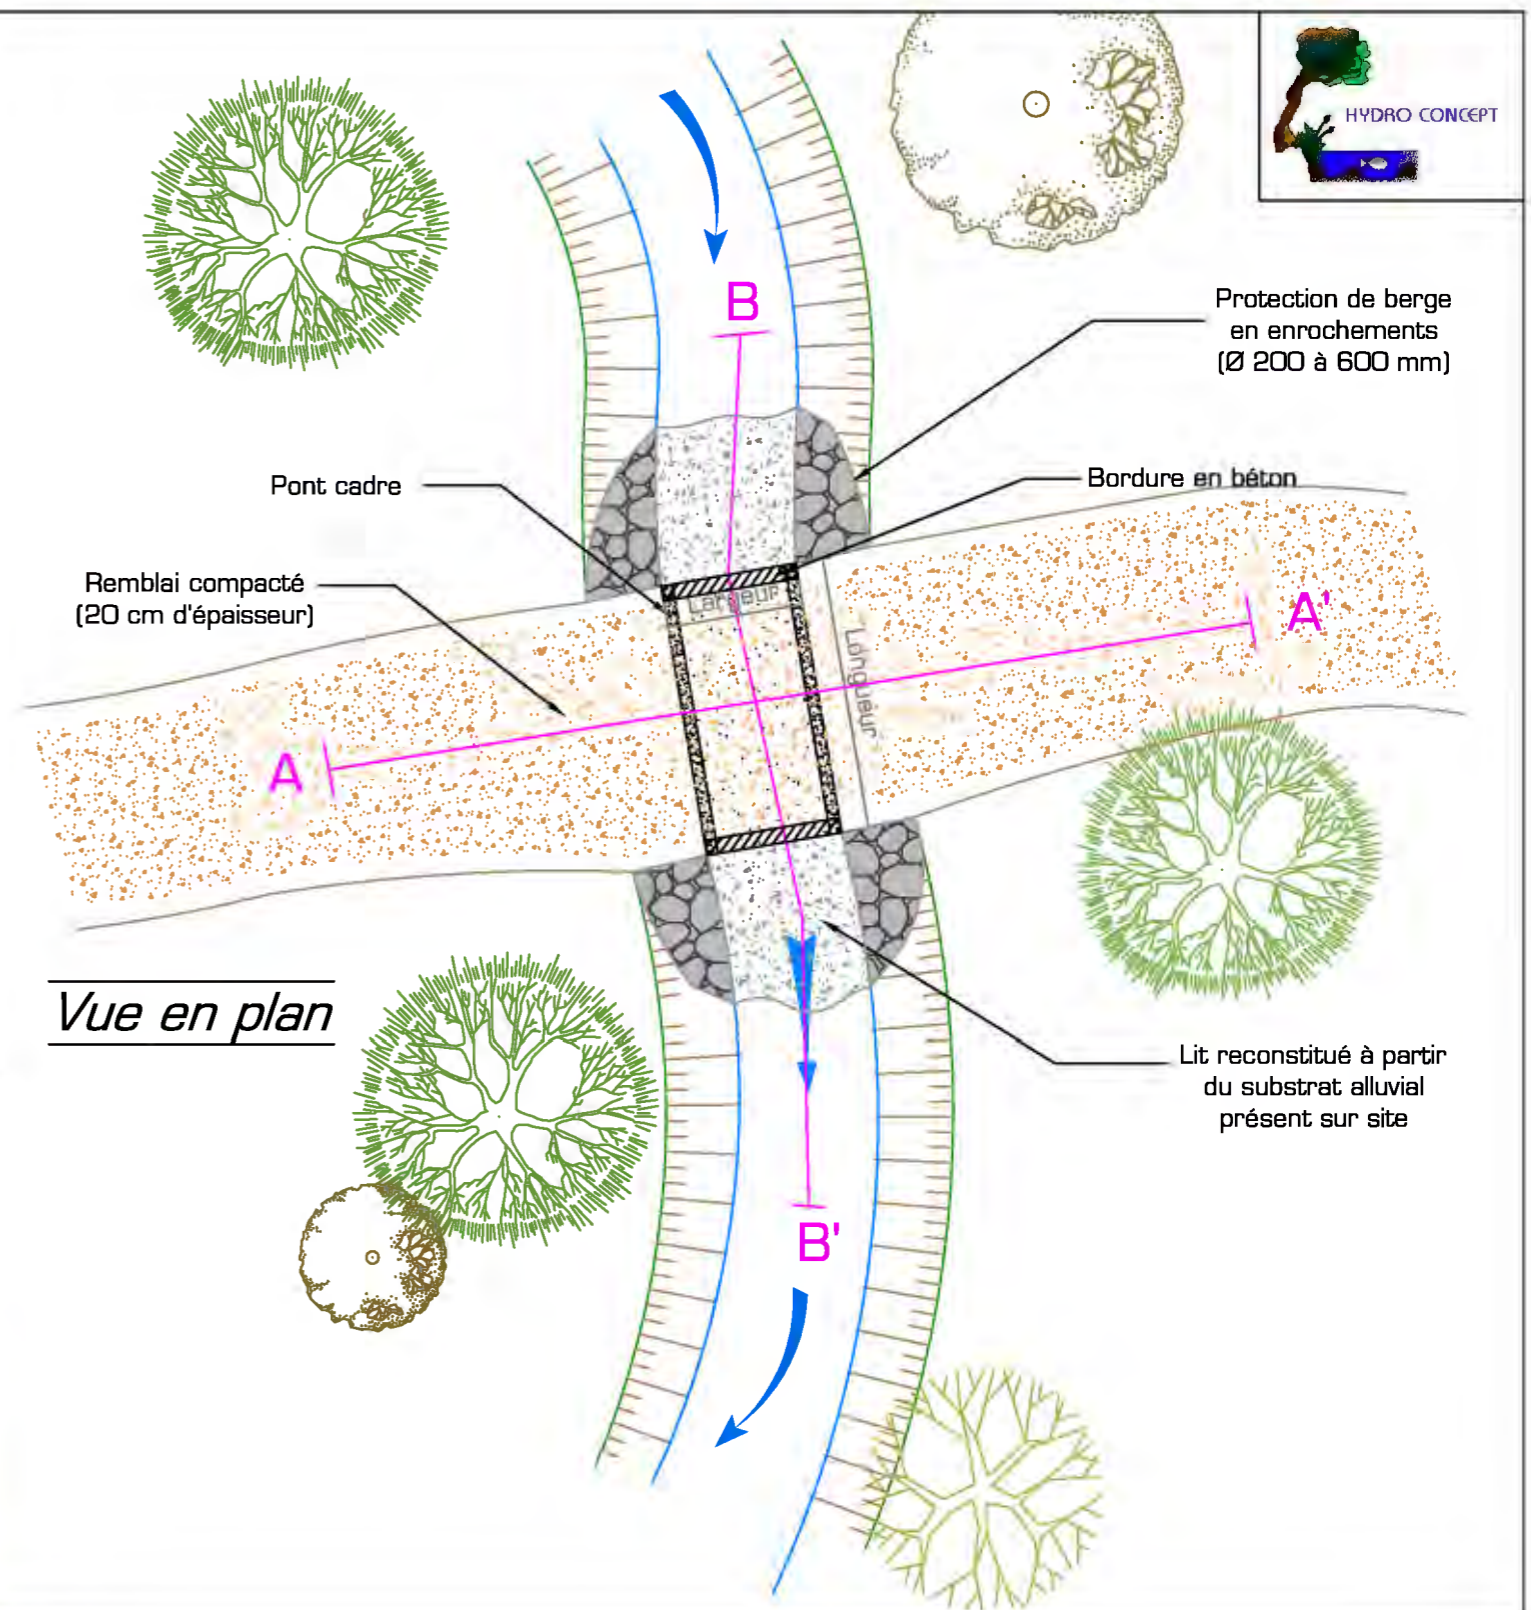 HYDRO CONCEPT
B
Protection de berge
en enrochements
(Ø 200 à 600 mm)
Pont cadre
Bordure en béton
Remblai compacté
(20 cm d'épaisseur)
Largeur
A'
Longueur
A
Vue en plan
Lit reconstitué à partir
du substrat alluvial
présent sur site
B'